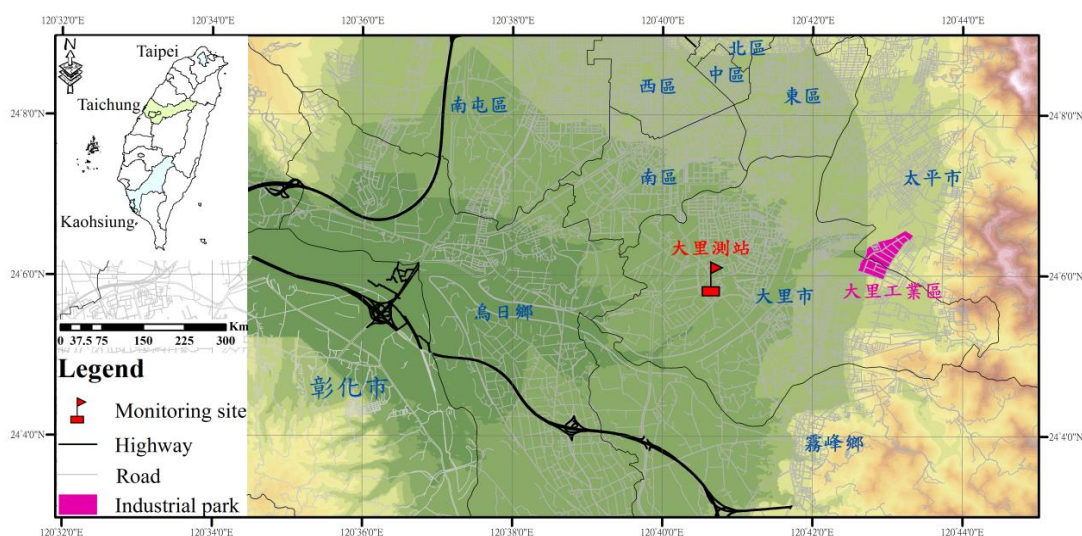 120°32'0"E 120°34'0"E 120°36'0"E 120°38'0"E 120°40'0"E 120°42'0"E 120°44'0"E
N
Taipei
Taichung
Kaohsiung
24°8'0"N
24°6'0"N
24°4'0"N
0 37.5 75 150 225 300 Km
Legend
Monitoring site
Highway
Road
Industrial park
北區
中區
西區
東區
南屯區
南區
太平市
大里測站
大里市
大里工業區
烏日鄉
彰化市
霧峰鄉
24°8'0"N
24°6'0"N
24°4'0"N
120°32'0"E 120°34'0"E 120°36'0"E 120°38'0"E 120°40'0"E 120°42'0"E 120°44'0"E